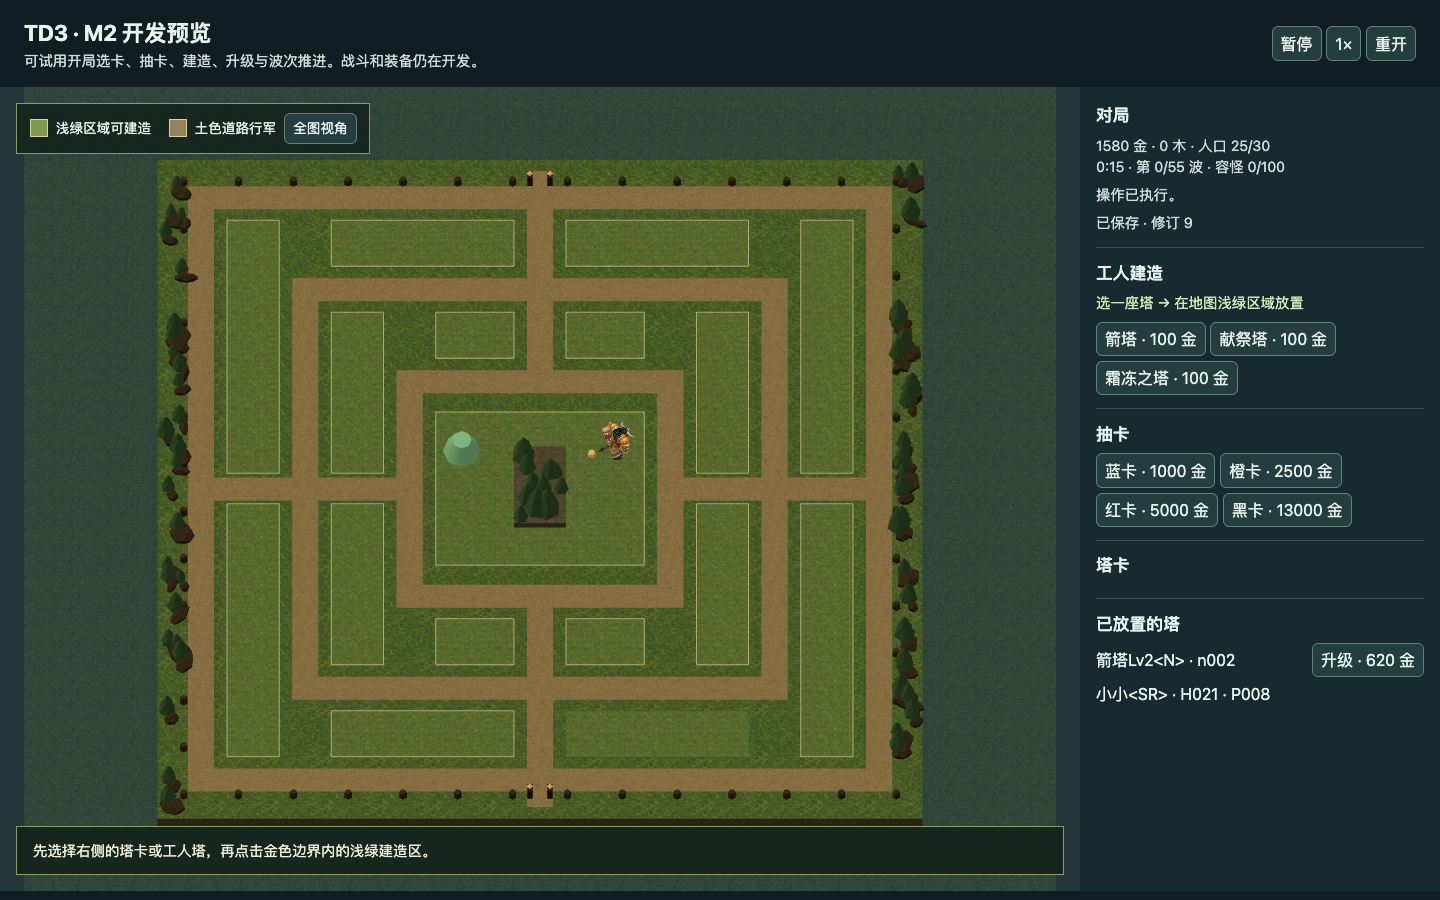 TD3 · M2 开发预览
可试用开局选卡、抽卡、建造、升级与波次推进。战斗和装备仍在开发。
暂停 1× 重开
浅绿区域可建造 土色道路行军 全图视角
对局
1580 金 · 0 木 · 人口 25/30
0:15 · 第 0/55 波 · 容怪 0/100
操作已执行。
已保存 · 修订 9
工人建造
选一座塔 → 在地图浅绿区域放置
箭塔 · 100 金 献祭塔 · 100 金
霜冻之塔 · 100 金
抽卡
蓝卡 · 1000 金 橙卡 · 2500 金
红卡 · 5000 金 黑卡 · 13000 金
塔卡
已放置的塔
箭塔Lv2<N> · n002 升级 · 620 金
小小<SR> · H021 · P008
先选择右侧的塔卡或工人塔，再点击金色边界内的浅绿建造区。